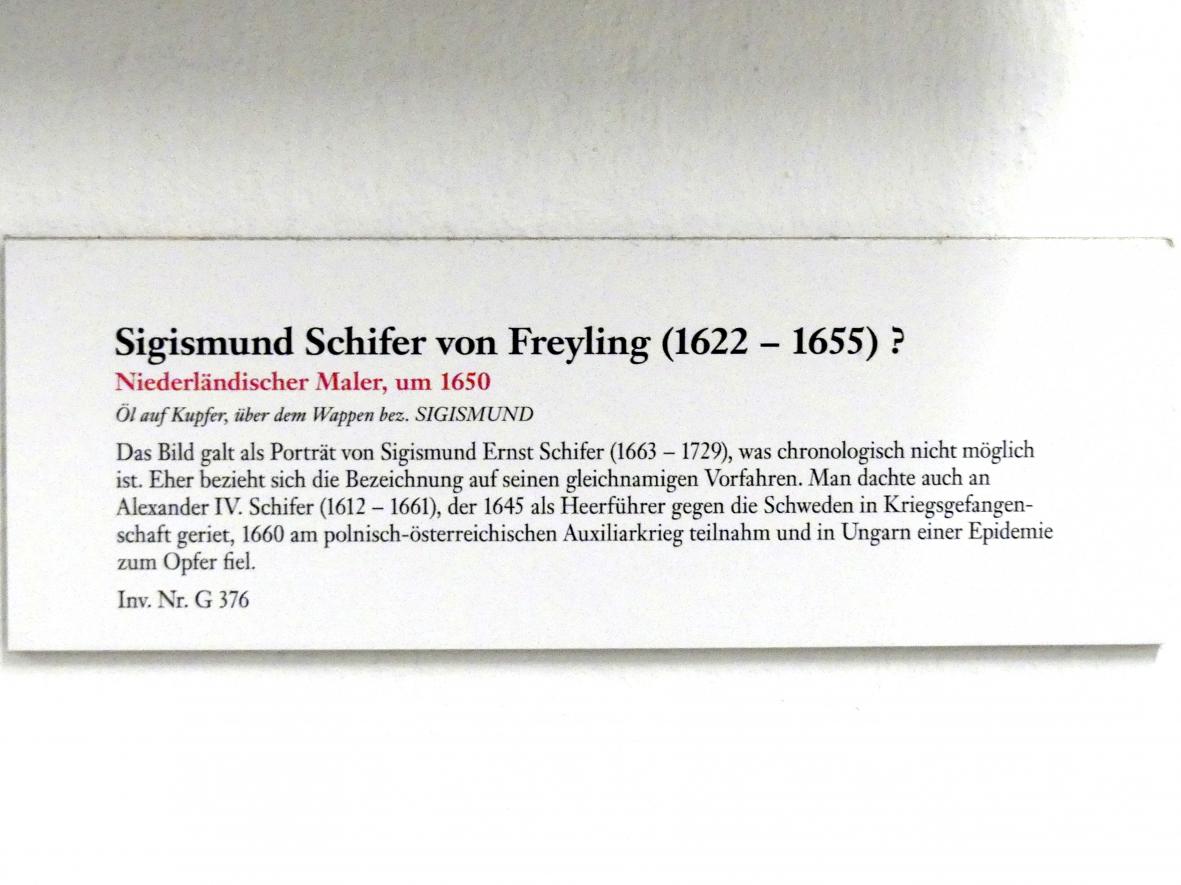 Sigismund Schifer von Freyling (1622 – 1655) ?
Niederländischer Maler, um 1650
Öl auf Kupfer, über dem Wappen bez. SIGISMUND
Das Bild galt als Porträt von Sigismund Ernst Schifer (1663 – 1729), was chronologisch nicht möglich
ist. Eher bezieht sich die Bezeichnung auf seinen gleichnamigen Vorfahren. Man dachte auch an
Alexander IV. Schifer (1612 – 1661), der 1645 als Heerführer gegen die Schweden in Kriegsgefangen-
schaft geriet, 1660 am polnisch-österreichischen Auxiliarkrieg teilnahm und in Ungarn einer Epidemie
zum Opfer fiel.
Inv. Nr. G 376